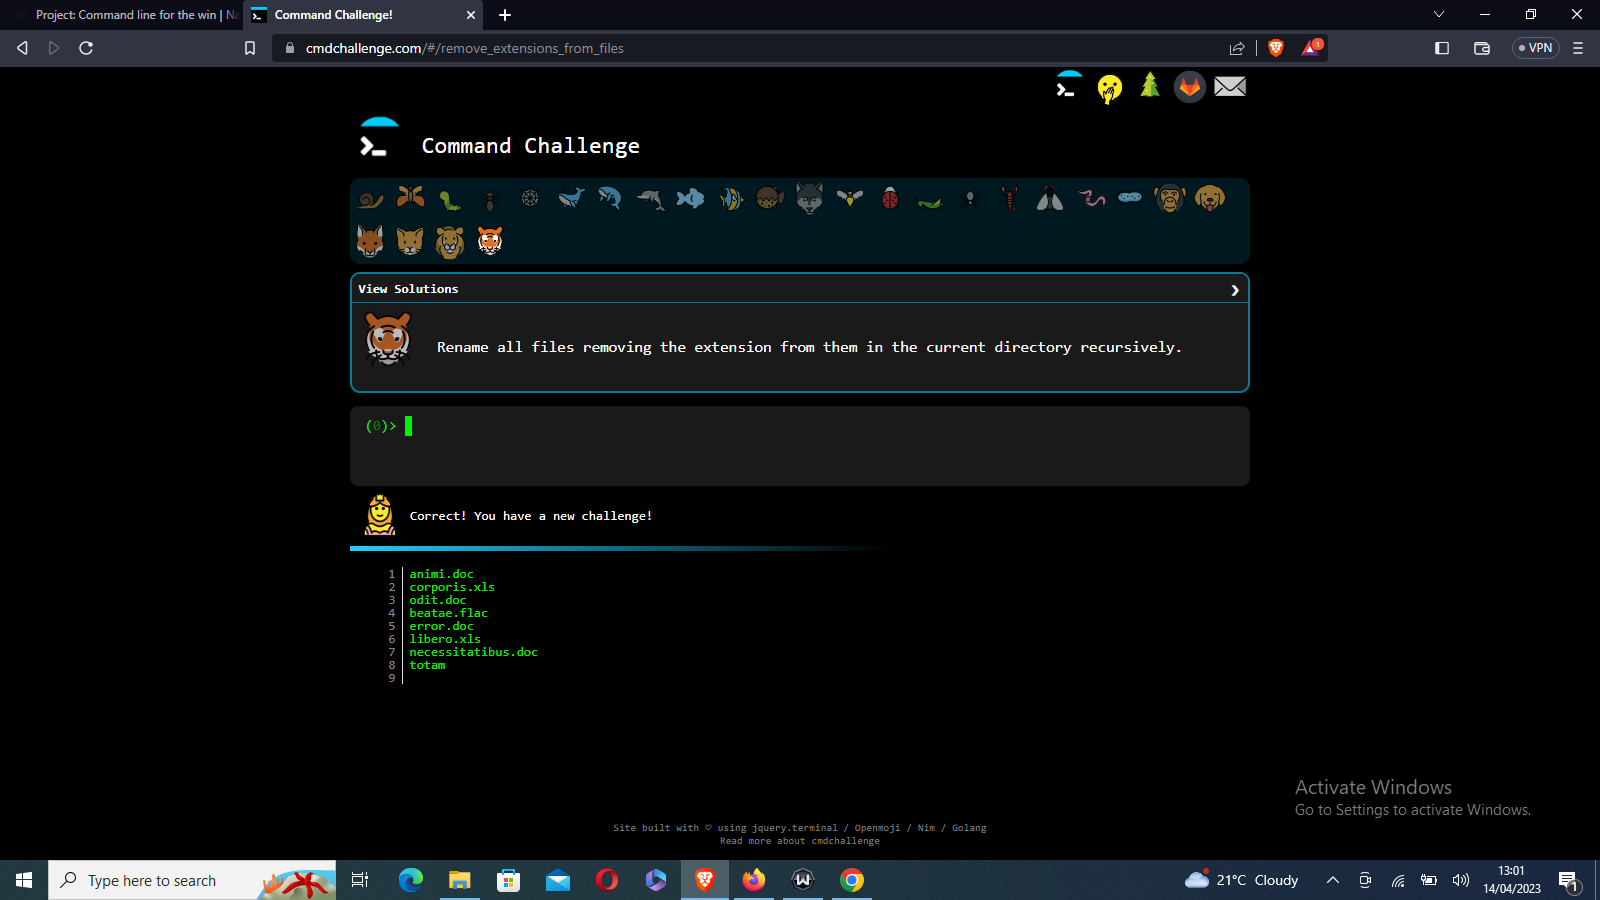 Project: Command line for the win | Na
Command Challenge!
cmdchallenge.com/#/remove_extensions_from_files
1
VPN
Command Challenge
View Solutions
Rename all files removing the extension from them in the current directory recursively.
(0)>
Correct! You have a new challenge!
1 animi.doc
2 corporis.xls
3 odit.doc
4 beatae.flac
5 error.doc
6 libero.xls
7 necessitatibus.doc
8 totam
9
Activate Windows
Go to Settings to activate Windows.
Site built with ♡ using jquery.terminal / Openmoji / Nim / Golang
Read more about cmdchallenge
Type here to search
21°C Cloudy
13:01
14/04/2023
1